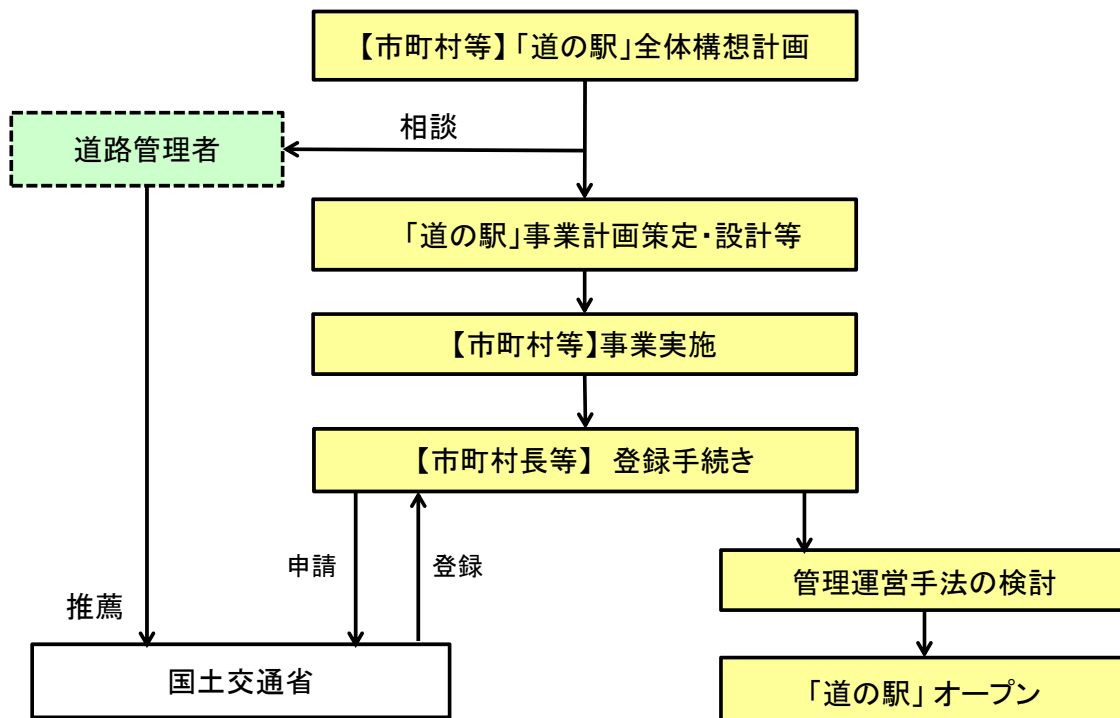 【市町村等】「道の駅」全体構想計画
相談
道路管理者
「道の駅」事業計画策定・設計等
【市町村等】事業実施
【市町村長等】 登録手続き
申請
登録
管理運営手法の検討
推薦
国土交通省
「道の駅」 オープン